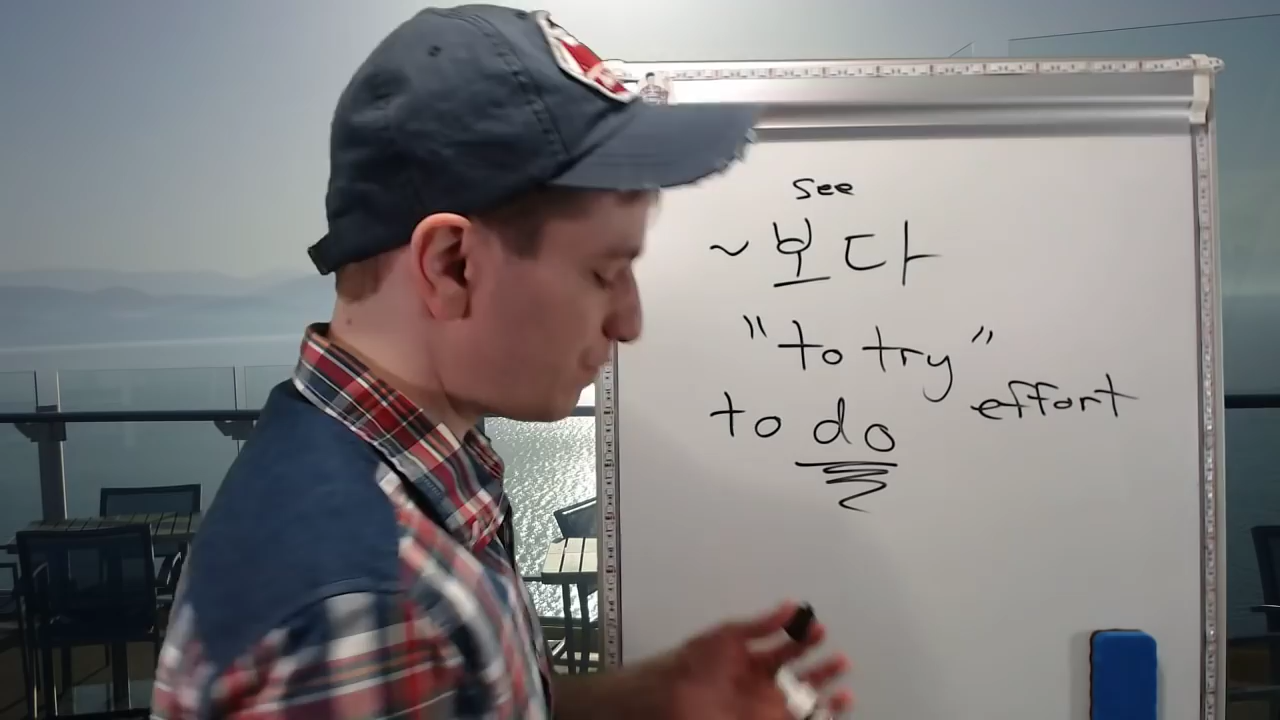 see
~보다
"to try"
to do effort